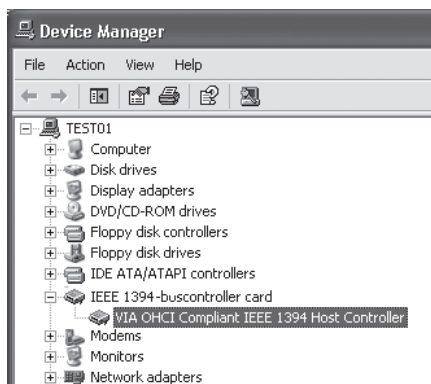 Device Manager
File Action View Help
TEST01
Computer
Disk drives
Display adapters
DVD/CD-ROM drives
Floppy disk controllers
Floppy disk drives
IDE ATA/ATAPI controllers
IEEE 1394-buscontroller card
VIA OHCI Compliant IEEE 1394 Host Controller
Modems
Monitors
Network adapters